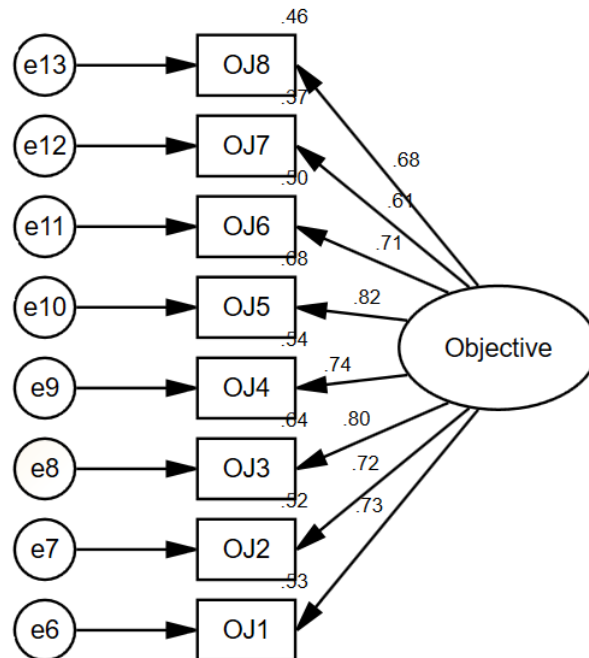 .46
e13 OJ8
.37
.68
e12 OJ7
.50
.61
e11 OJ6 .71
.68
e10 OJ5 .82
.54
Objective
.74
e9 OJ4
.64 .80
e8 OJ3 .72
.52 .73
e7 OJ2
.53
e6 OJ1